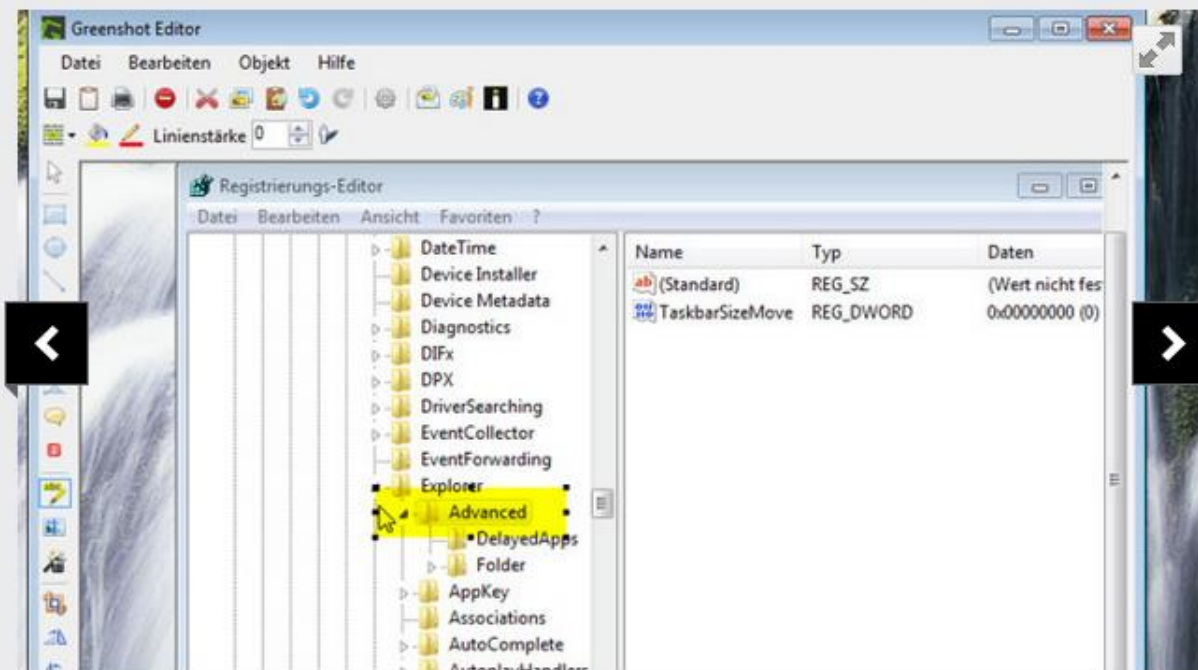 Greenshot Editor
Datei Bearbeiten Objekt Hilfe
Linienstärke 0
Registrierungs-Editor
Datei Bearbeiten Ansicht Favoriten ?
DateTime
Device Installer
Device Metadata
Diagnostics
DIFx
DPX
DriverSearching
EventCollector
EventForwarding
Explorer
Advanced
DelayedApps
Folder
AppKey
Associations
AutoComplete
AutoplayHandlers
Name Typ Daten
(Standard) REG_SZ (Wert nicht fes
TaskbarSizeMove REG_DWORD 0x00000000 (0)